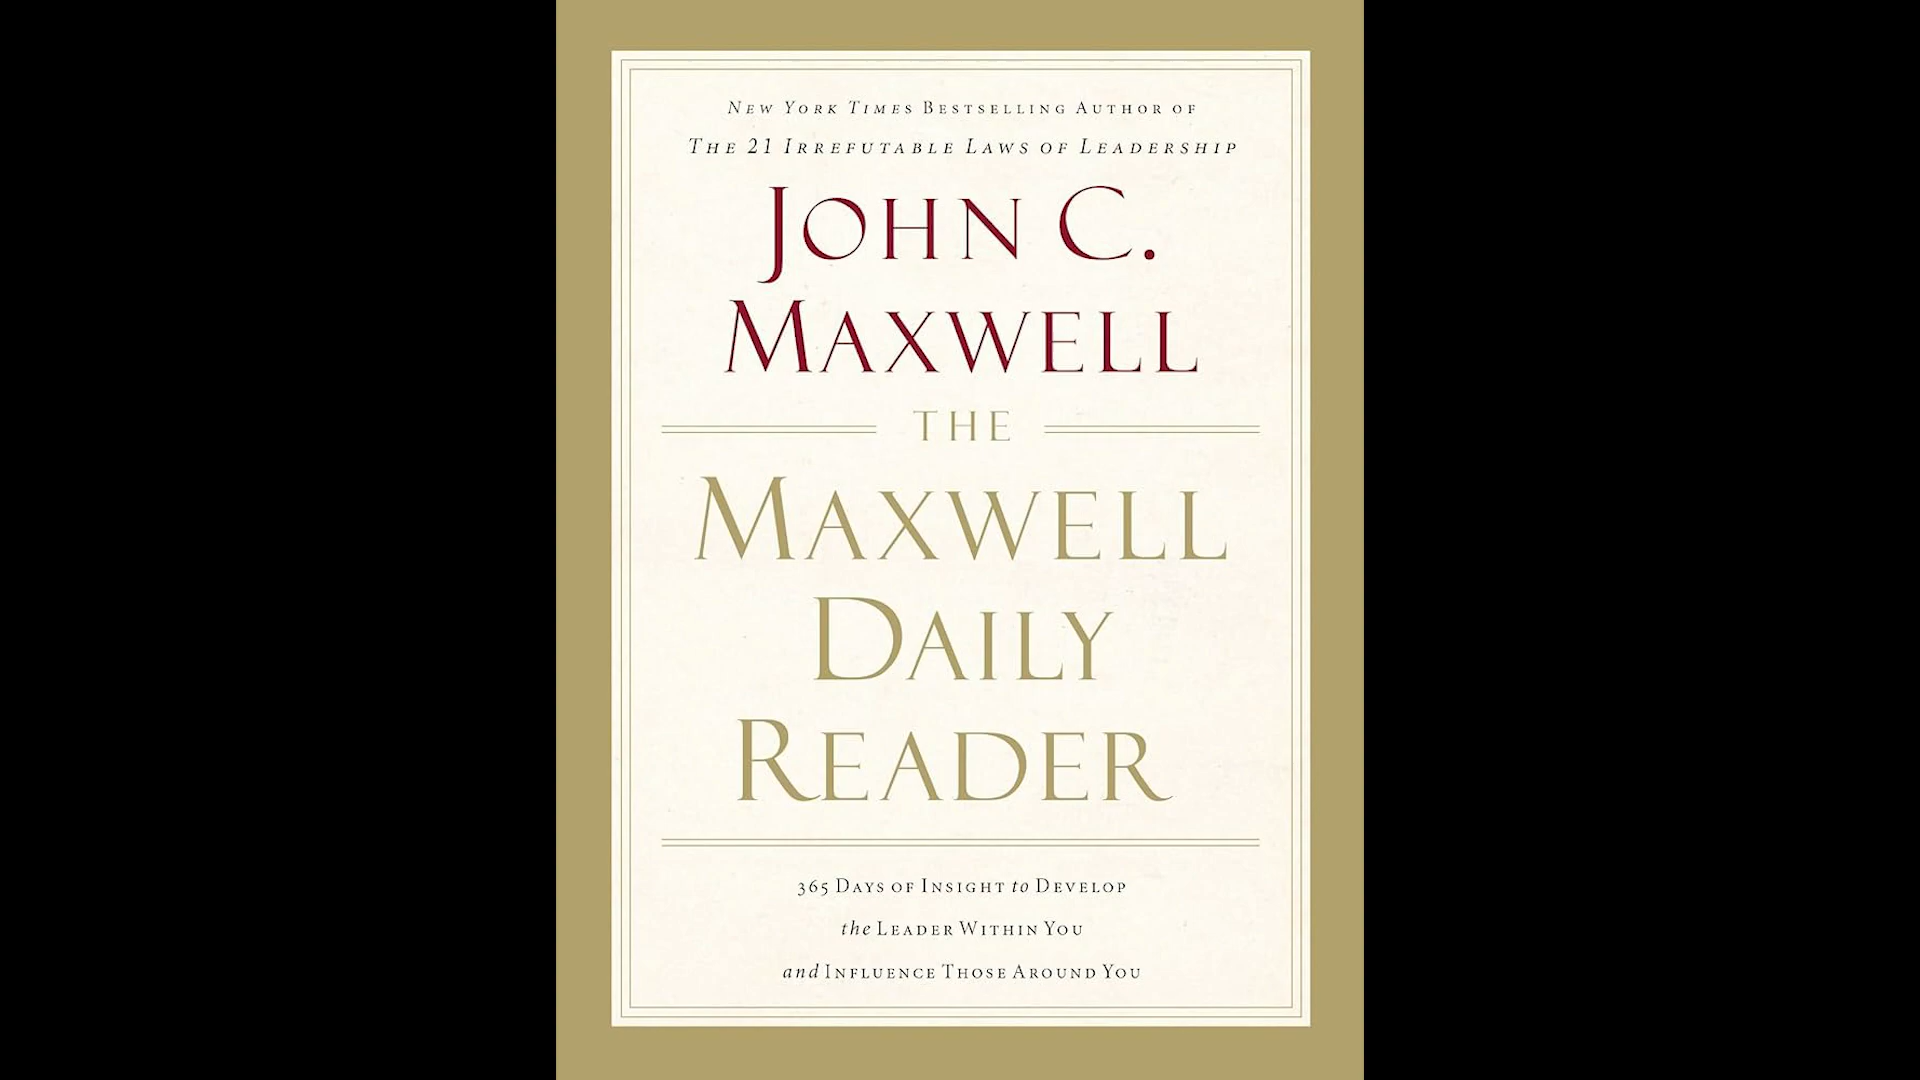 New York Times Bestselling Author of
The 21 Irrefutable Laws of Leadership
John C.
Maxwell
The
Maxwell
Daily
Reader
365 Days of Insight to Develop
the Leader Within You
and Influence Those Around You